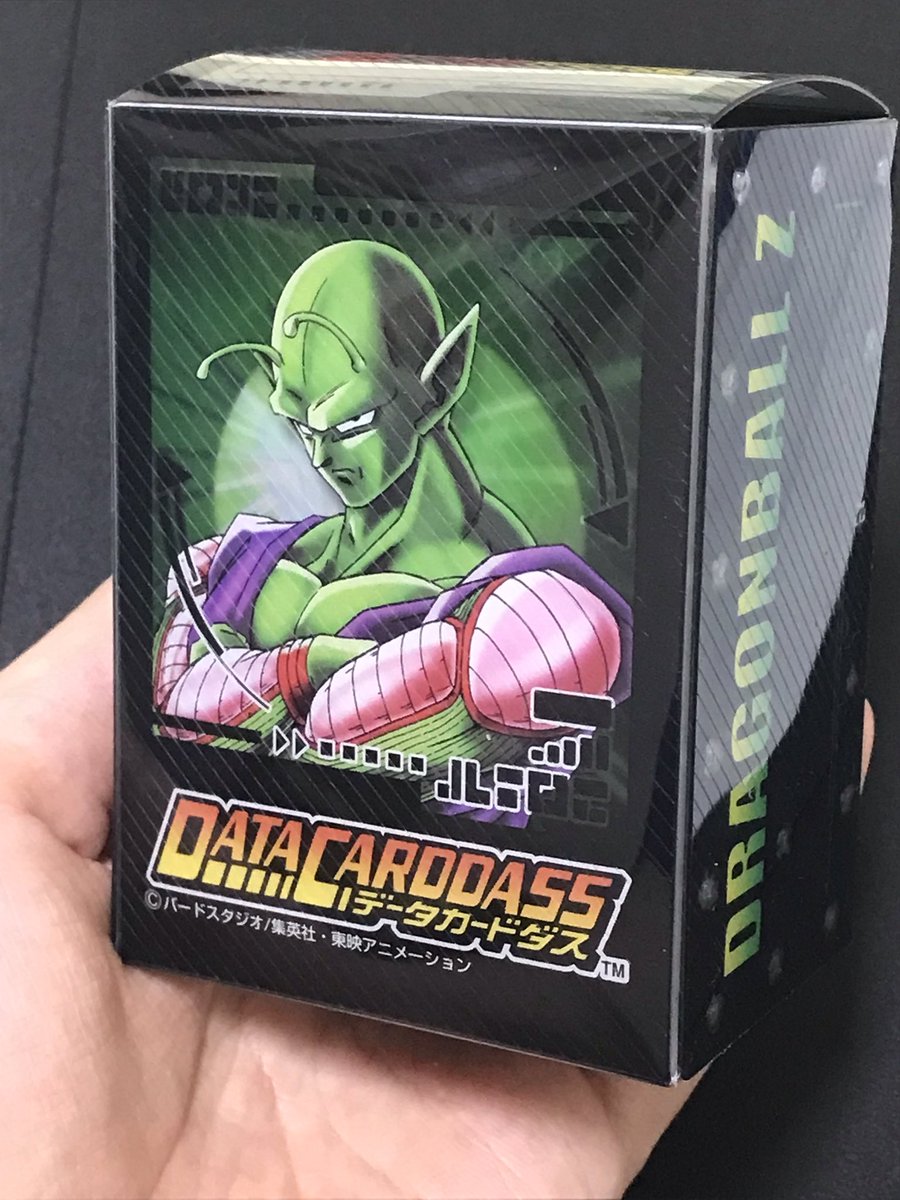 DATA CARDDASS
データカードダス
TM
©バードスタジオ/集英社・東映アニメーション
DRAGONBALL Z